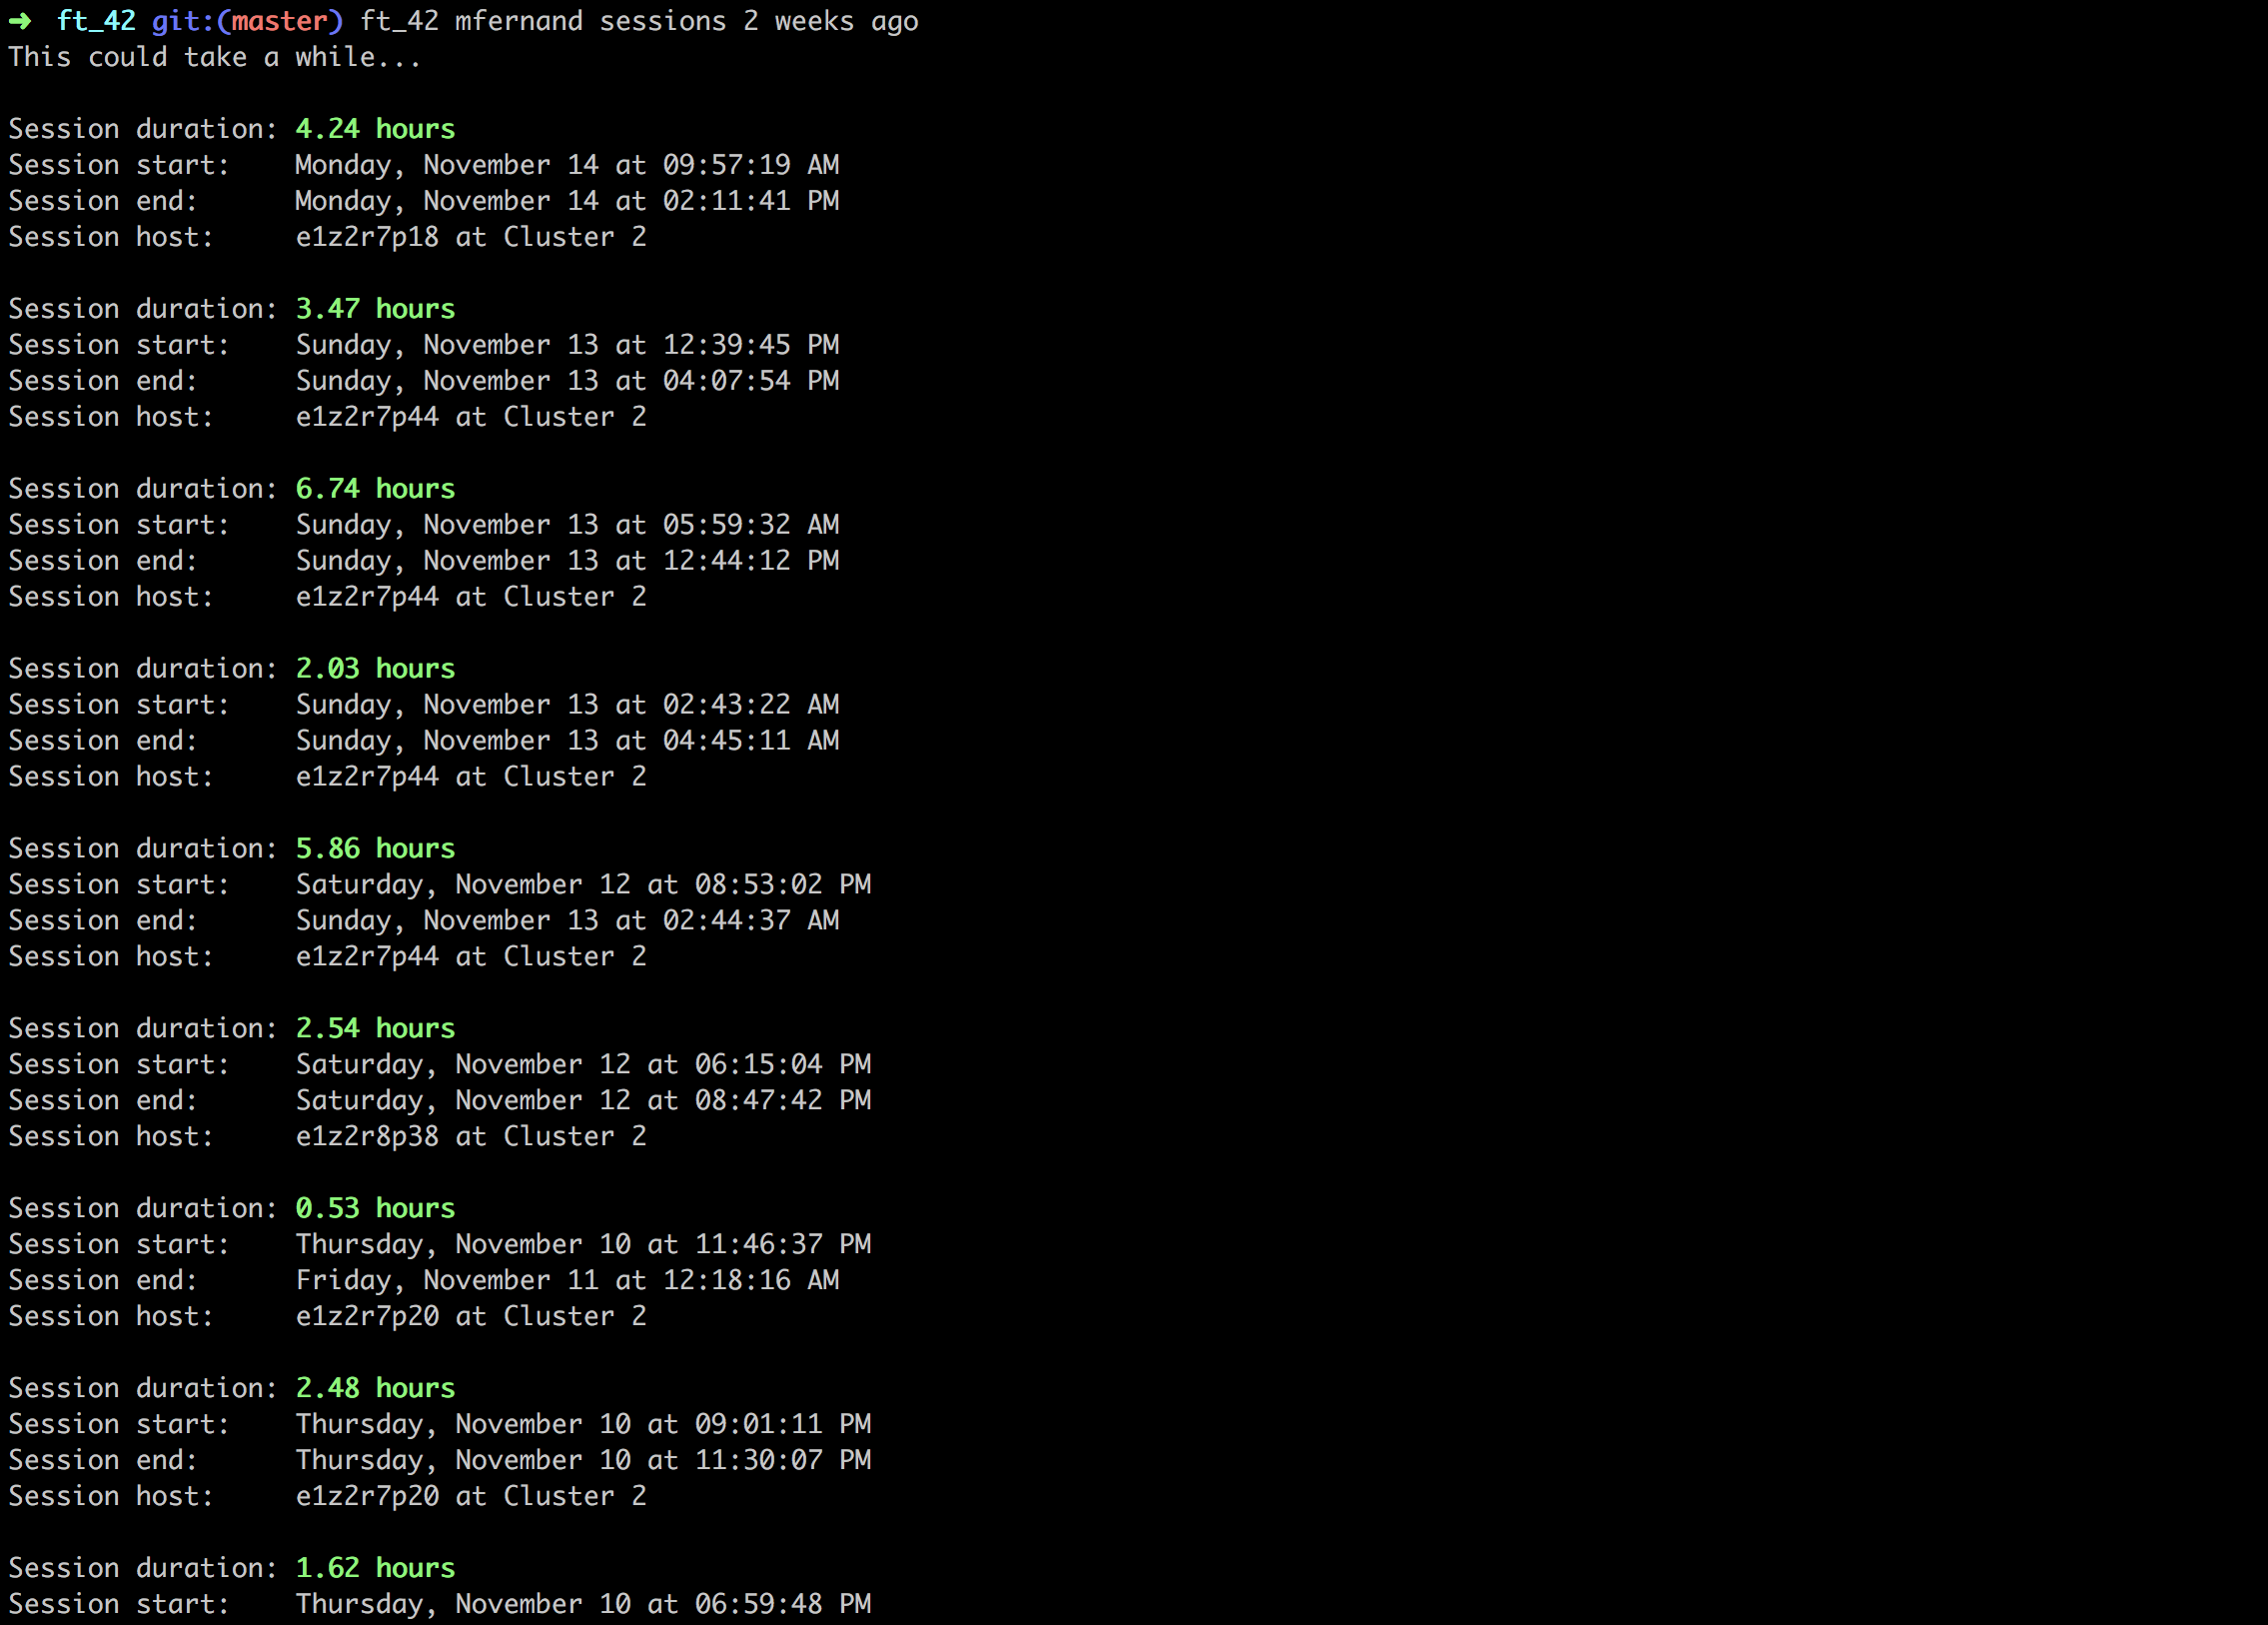 ➜  ft_42 git:(master) ft_42 mfernand sessions 2 weeks ago
This could take a while...

Session duration: 4.24 hours
Session start:    Monday, November 14 at 09:57:19 AM
Session end:      Monday, November 14 at 02:11:41 PM
Session host:     e1z2r7p18 at Cluster 2

Session duration: 3.47 hours
Session start:    Sunday, November 13 at 12:39:45 PM
Session end:      Sunday, November 13 at 04:07:54 PM
Session host:     e1z2r7p44 at Cluster 2

Session duration: 6.74 hours
Session start:    Sunday, November 13 at 05:59:32 AM
Session end:      Sunday, November 13 at 12:44:12 PM
Session host:     e1z2r7p44 at Cluster 2

Session duration: 2.03 hours
Session start:    Sunday, November 13 at 02:43:22 AM
Session end:      Sunday, November 13 at 04:45:11 AM
Session host:     e1z2r7p44 at Cluster 2

Session duration: 5.86 hours
Session start:    Saturday, November 12 at 08:53:02 PM
Session end:      Sunday, November 13 at 02:44:37 AM
Session host:     e1z2r7p44 at Cluster 2

Session duration: 2.54 hours
Session start:    Saturday, November 12 at 06:15:04 PM
Session end:      Saturday, November 12 at 08:47:42 PM
Session host:     e1z2r8p38 at Cluster 2

Session duration: 0.53 hours
Session start:    Thursday, November 10 at 11:46:37 PM
Session end:      Friday, November 11 at 12:18:16 AM
Session host:     e1z2r7p20 at Cluster 2

Session duration: 2.48 hours
Session start:    Thursday, November 10 at 09:01:11 PM
Session end:      Thursday, November 10 at 11:30:07 PM
Session host:     e1z2r7p20 at Cluster 2

Session duration: 1.62 hours
Session start:    Thursday, November 10 at 06:59:48 PM